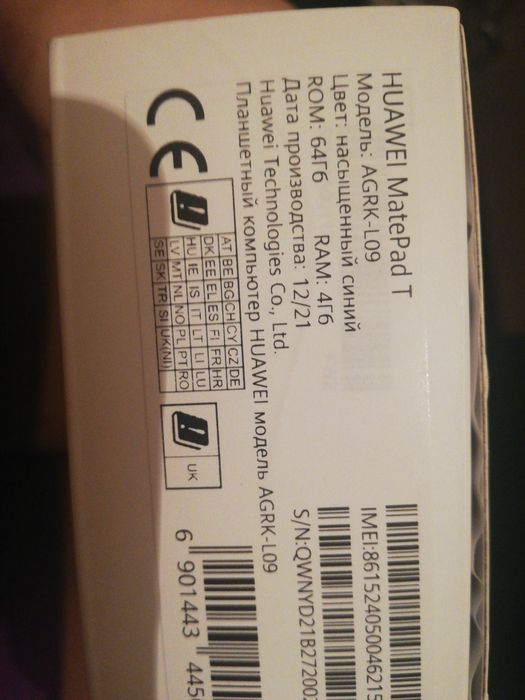 HUAWEI MatePad T
Модель: AGRK-L09
Цвет: насыщенный синий
ROM: 64Гб RAM: 4Гб
Дата производства: 12/21
Huawei Technologies Co., Ltd.
Планшетный компьютер HUAWEI модель AGRK-L09
CE
AT BE BG CH CY CZ DE
DK EE EL ES FI FR HR
HU IE IS IT LT LI LU
LV MT NL NO PL PT RO
SE SK TR SI UK(NI)
UK
IMEI:86152405004621
S/N:QWNYD21B27200
6 901443 445